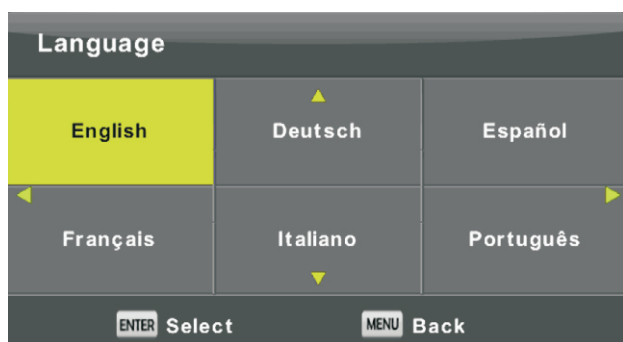 Language
English Deutsch Español
Français Italiano Português
ENTER Select MENU Back